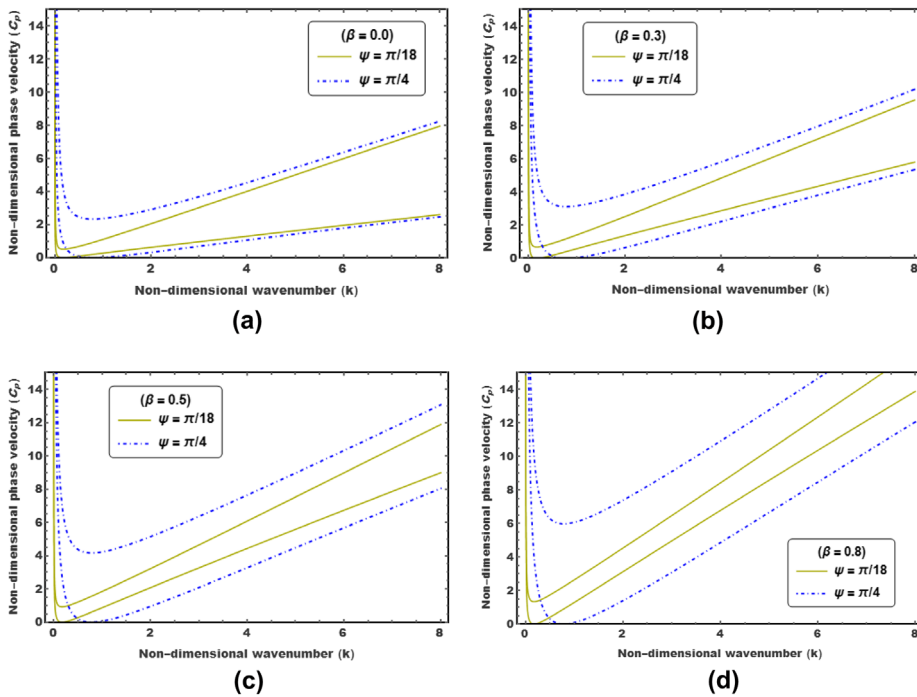 Non-dimensional phase velocity (Cₚ)
14
12
10
8
6
4
2
0
(β = 0.0)
ψ = π/18
ψ = π/4
0 2 4 6 8
Non-dimensional wavenumber (k)
(a)
Non-dimensional phase velocity (Cₚ)
14
12
10
8
6
4
2
0
(β = 0.3)
ψ = π/18
ψ = π/4
0 2 4 6 8
Non-dimensional wavenumber (k)
(b)
Non-dimensional phase velocity (Cₚ)
14
12
10
8
6
4
2
0
(β = 0.5)
ψ = π/18
ψ = π/4
0 2 4 6 8
Non-dimensional wavenumber (k)
(c)
Non-dimensional phase velocity (Cₚ)
14
12
10
8
6
4
2
0
(β = 0.8)
ψ = π/18
ψ = π/4
0 2 4 6 8
Non-dimensional wavenumber (k)
(d)